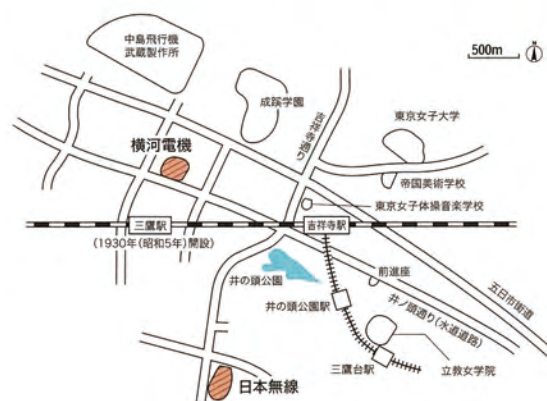 中島飛行機
武蔵製作所
500m
成蹊学園
吉祥寺通り
東京女子大学
横河電機
帝国美術学校
東京女子体操音楽学校
三鷹駅
吉祥寺駅
(1930年(昭和5年)開設)
井の頭公園
前進座
井の頭公園駅
井ノ頭通り(水道道路)
五日市街道
三鷹台駅
立教女学院
日本無線